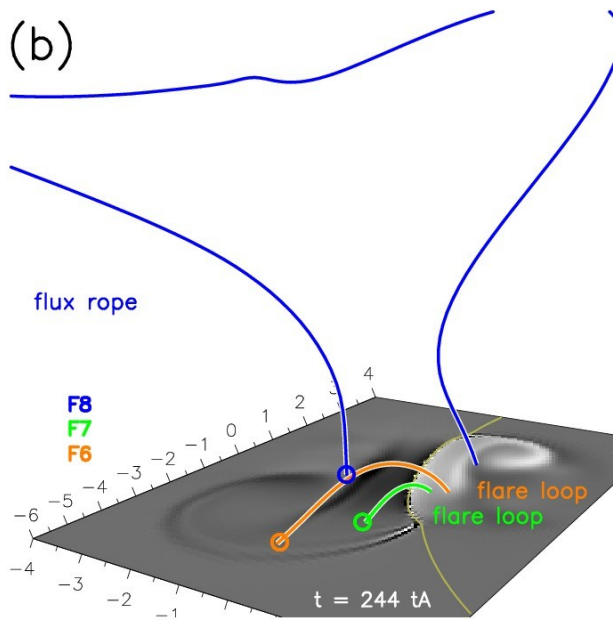 (b)
flux rope
F8
F7
F6
4
3
2
1
0
−1
−2
−3
−4
−5
−6
−4
−3
−2
−1
flare loop
flare loop
t = 244 tA